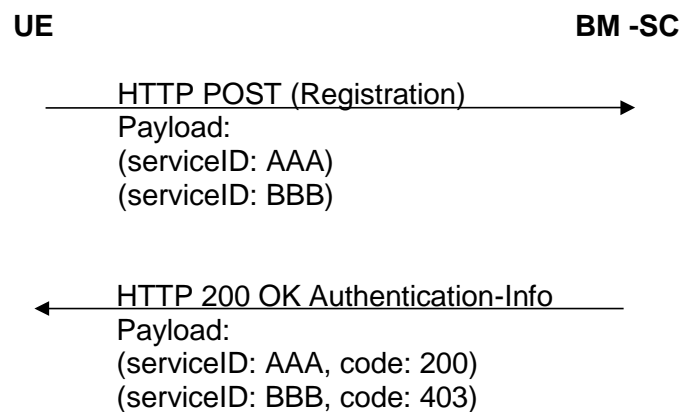 UE BM -SC
HTTP POST (Registration)
Payload:
(serviceID: AAA)
(serviceID: BBB)
HTTP 200 OK Authentication-Info
Payload:
(serviceID: AAA, code: 200)
(serviceID: BBB, code: 403)